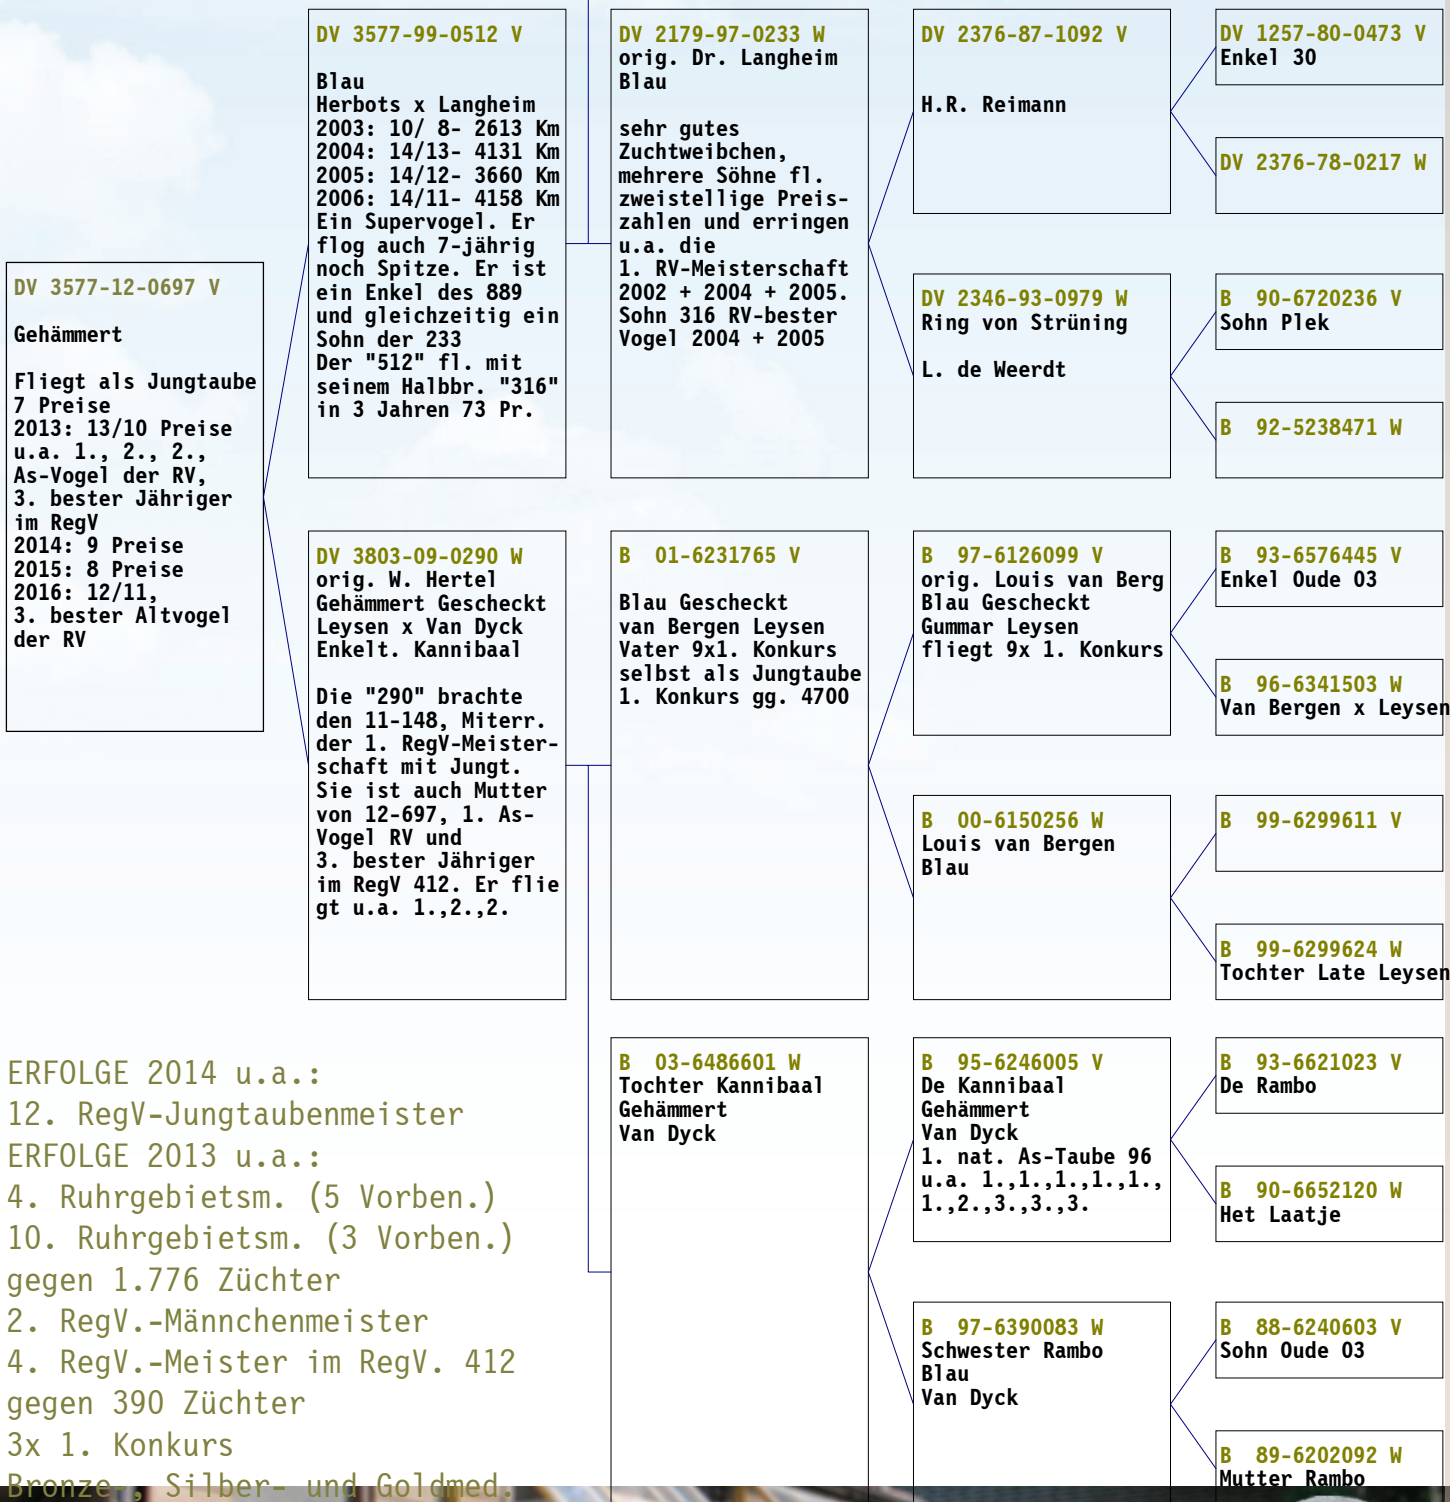 DV 3577-12-0697 V
Gehämmert
Fliegt als Jungtaube
7 Preise
2013: 13/10 Preise
u.a. 1., 2., 2.,
As-Vogel der RV,
3. bester Jähriger
im RegV
2014: 9 Preise
2015: 8 Preise
2016: 12/11,
3. bester Altvogel
der RV
DV 3577-99-0512 V
Blau
Herbots x Langheim
2003: 10/ 8- 2613 Km
2004: 14/13- 4131 Km
2005: 14/12- 3660 Km
2006: 14/11- 4158 Km
Ein Supervogel. Er
flog auch 7-jährig
noch Spitze. Er ist
ein Enkel des 889
und gleichzeitig ein
Sohn der 233
Der "512" fl. mit
seinem Halbbr. "316"
in 3 Jahren 73 Pr.
DV 3803-09-0290 W
orig. W. Hertel
Gehämmert Gescheckt
Leysen x Van Dyck
Enkelt. Kannibaal
Die "290" brachte
den 11-148, Miterr.
der 1. RegV-Meister-
schaft mit Jungt.
Sie ist auch Mutter
von 12-697, 1. As-
Vogel RV und
3. bester Jähriger
im RegV 412. Er flie
gt u.a. 1.,2.,2.
DV 2179-97-0233 W
orig. Dr. Langheim
Blau
sehr gutes
Zuchtweibchen,
mehrere Söhne fl.
zweistellige Preis-
zahlen und erringen
u.a. die
1. RV-Meisterschaft
2002 + 2004 + 2005.
Sohn 316 RV-bester
Vogel 2004 + 2005
B  01-6231765 V
Blau Gescheckt
van Bergen Leysen
Vater 9x1. Konkurs
selbst als Jungtaube
1. Konkurs gg. 4700
B  03-6486601 W
Tochter Kannibaal
Gehämmert
Van Dyck
DV 2376-87-1092 V
H.R. Reimann
DV 2346-93-0979 W
Ring von Strüning
L. de Weerdt
B  97-6126099 V
orig. Louis van Berg
Blau Gescheckt
Gummar Leysen
fliegt 9x 1. Konkurs
B  00-6150256 W
Louis van Bergen
Blau
B  95-6246005 V
De Kannibaal
Gehämmert
Van Dyck
1. nat. As-Taube 96
u.a. 1.,1.,1.,1.,1.,
1.,2.,3.,3.,3.
B  97-6390083 W
Schwester Rambo
Blau
Van Dyck
DV 1257-80-0473 V
Enkel 30
DV 2376-78-0217 W
B  90-6720236 V
Sohn Plek
B  92-5238471 W
B  93-6576445 V
Enkel Oude 03
B  96-6341503 W
Van Bergen x Leysen
B  99-6299611 V
B  99-6299624 W
Tochter Late Leysen
B  93-6621023 V
De Rambo
B  90-6652120 W
Het Laatje
B  88-6240603 V
Sohn Oude 03
B  89-6202092 W
Mutter Rambo
ERFOLGE 2014 u.a.:
12. RegV-Jungtaubenmeister
ERFOLGE 2013 u.a.:
4. Ruhrgebietsm. (5 Vorben.)
10. Ruhrgebietsm. (3 Vorben.)
gegen 1.776 Züchter
2. RegV.-Männchenmeister
4. RegV.-Meister im RegV. 412
gegen 390 Züchter
3x 1. Konkurs
Bronze-, Silber- und Goldmed.